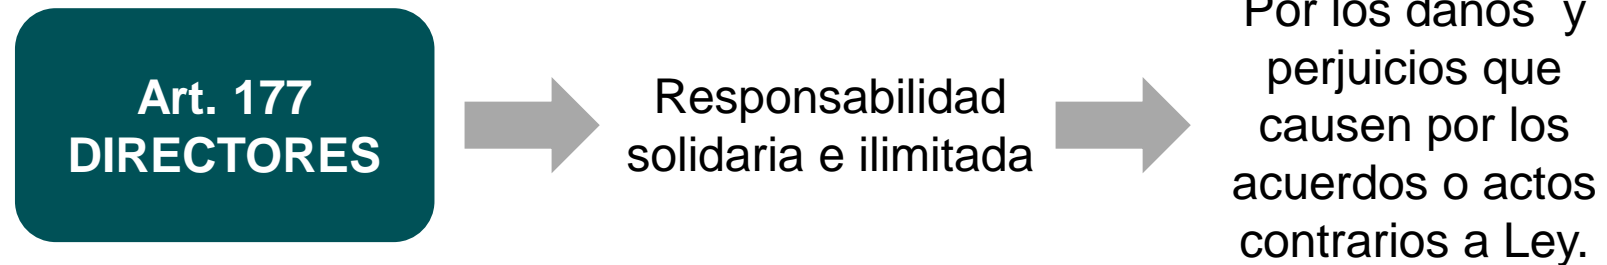 Art. 177
DIRECTORES
Responsabilidad
solidaria e ilimitada
Por los daños y
perjuicios que
causen por los
acuerdos o actos
contrarios a Ley.